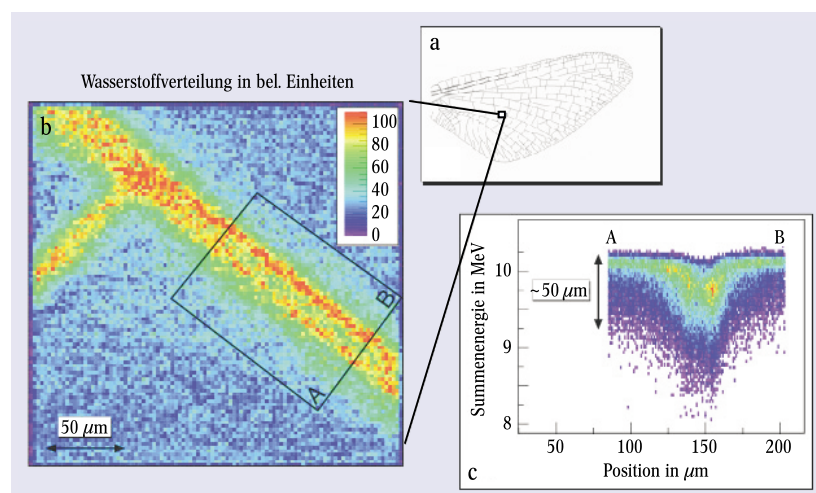 a
Wasserstoffverteilung in bel. Einheiten
b
100
80
60
40
20
0
B
A
50 μm
A
B
10
~50 μm
9
8
Summenenergie in MeV
50
100
150
200
Position in μm
c